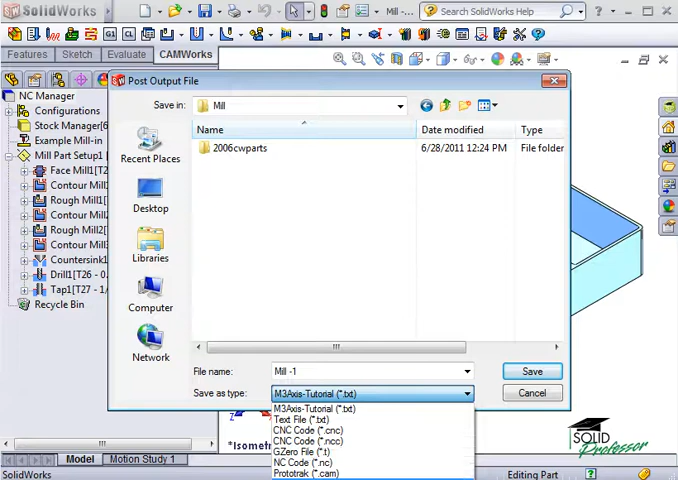 SolidWorks
Mill -...
Search SolidWorks Help
Features Sketch Evaluate CAMWorks
Post Output File
NC Manager
Configurations
Stock Manager[6
Example Mill-in
Mill Part Setup1
Face Mill1[T2
Contour Mill
Rough Mill1[
Contour Mill
Rough Mill2[
Contour Mill
Countersink1
Drill1[T26 - 0.
Tap1[T27 - 1/
Recycle Bin
Save in: Mill
Name Date modified Type
2006cwparts 6/28/2011 12:24 PM File folder
Recent Places
Desktop
Libraries
Computer
Network
File name: Mill -1 Save
Save as type: M3Axis-Tutorial (*.txt) Cancel
M3Axis-Tutorial (*.txt)
Text File (*.txt)
CNC Code (*.cnc)
CNC Code (*.ncc)
GZero File (*.t)
NC Code (*.nc)
Prototrak (*.cam)
*Isometr
SOLID
Professor
Model Motion Study 1
SolidWorks Editing Part